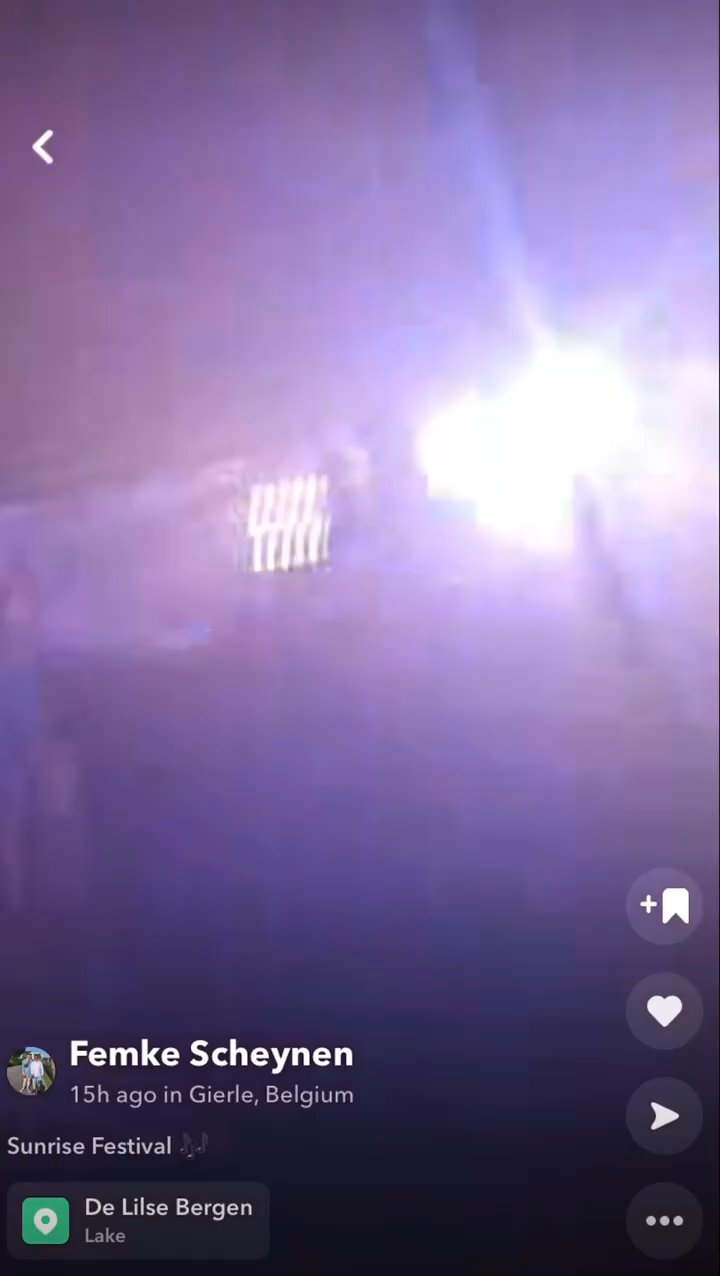 Femke Scheynen
15h ago in Gierle, Belgium
Sunrise Festival 🎶
De Lilse Bergen
Lake